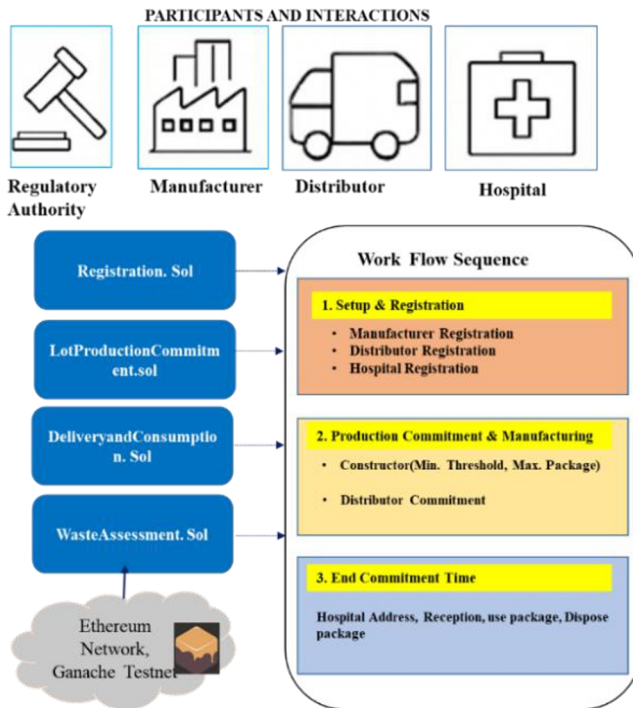 PARTICIPANTS AND INTERACTIONS
Regulatory
Authority
Manufacturer
Distributor
Hospital
Registration. Sol
LotProductionCommitm
ent.sol
DeliveryandConsumptio
n. Sol
WasteAssessment. Sol
Ethereum
Network,
Ganache Testnet
Work Flow Sequence
1. Setup & Registration
• Manufacturer Registration
• Distributor Registration
• Hospital Registration
2. Production Commitment & Manufacturing
• Constructor(Min. Threshold, Max. Package)
• Distributor Commitment
3. End Commitment Time
Hospital Address, Reception, use package, Dispose
package